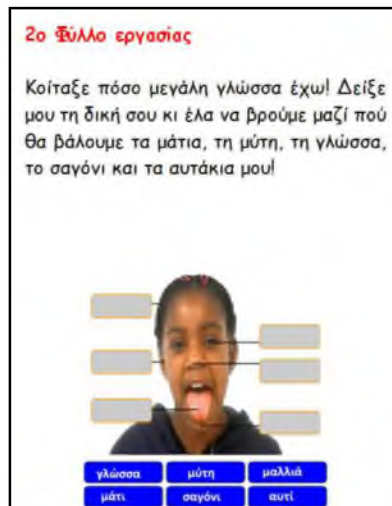 2ο Φύλλο εργασίας
Κοίταξε πόσο μεγάλη γλώσσα έχω! Δείξε
μου τη δική σου κι έλα να βρούμε μαζί πού
θα βάλουμε τα μάτια, τη μύτη, τη γλώσσα,
το σαγόνι και τα αυτάκια μου!
γλώσσα μύτη μαλλιά
μάτι σαγόνι αυτί